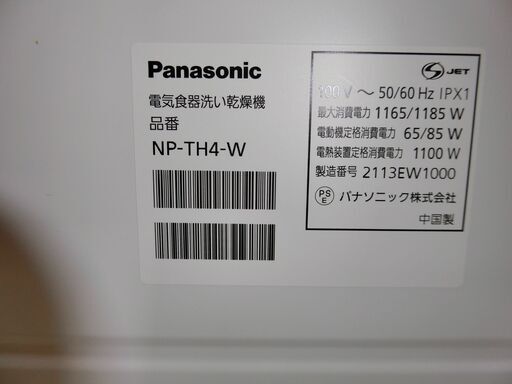 Panasonic
電気食器洗い乾燥機
品番
NP-TH4-W
S JET
100 V ～ 50/60 Hz IPX1
最大消費電力 1165/1185 W
電動機定格消費電力 65/85 W
電熱装置定格消費電力 1100 W
製造番号 2113EW1000
PS E パナソニック株式会社
中国製